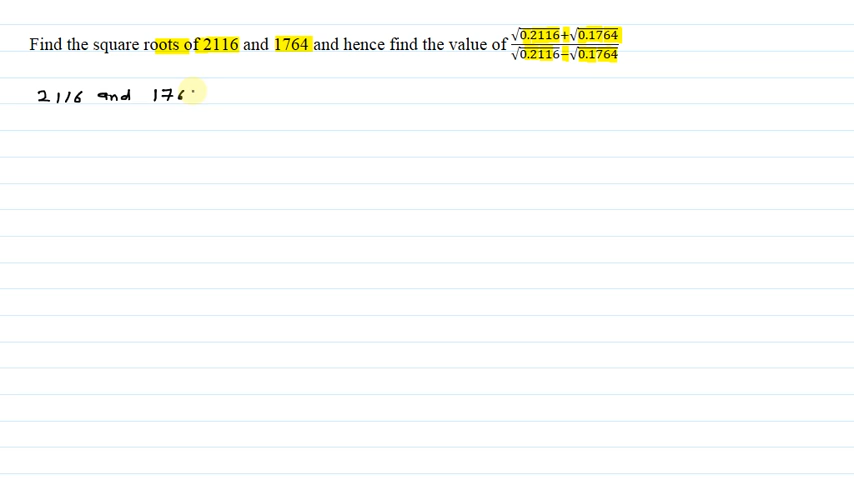 Find the square roots of 2116 and 1764 and hence find the value of (√0.2116+√0.1764)/(√0.2116−√0.1764)
2116 and 176